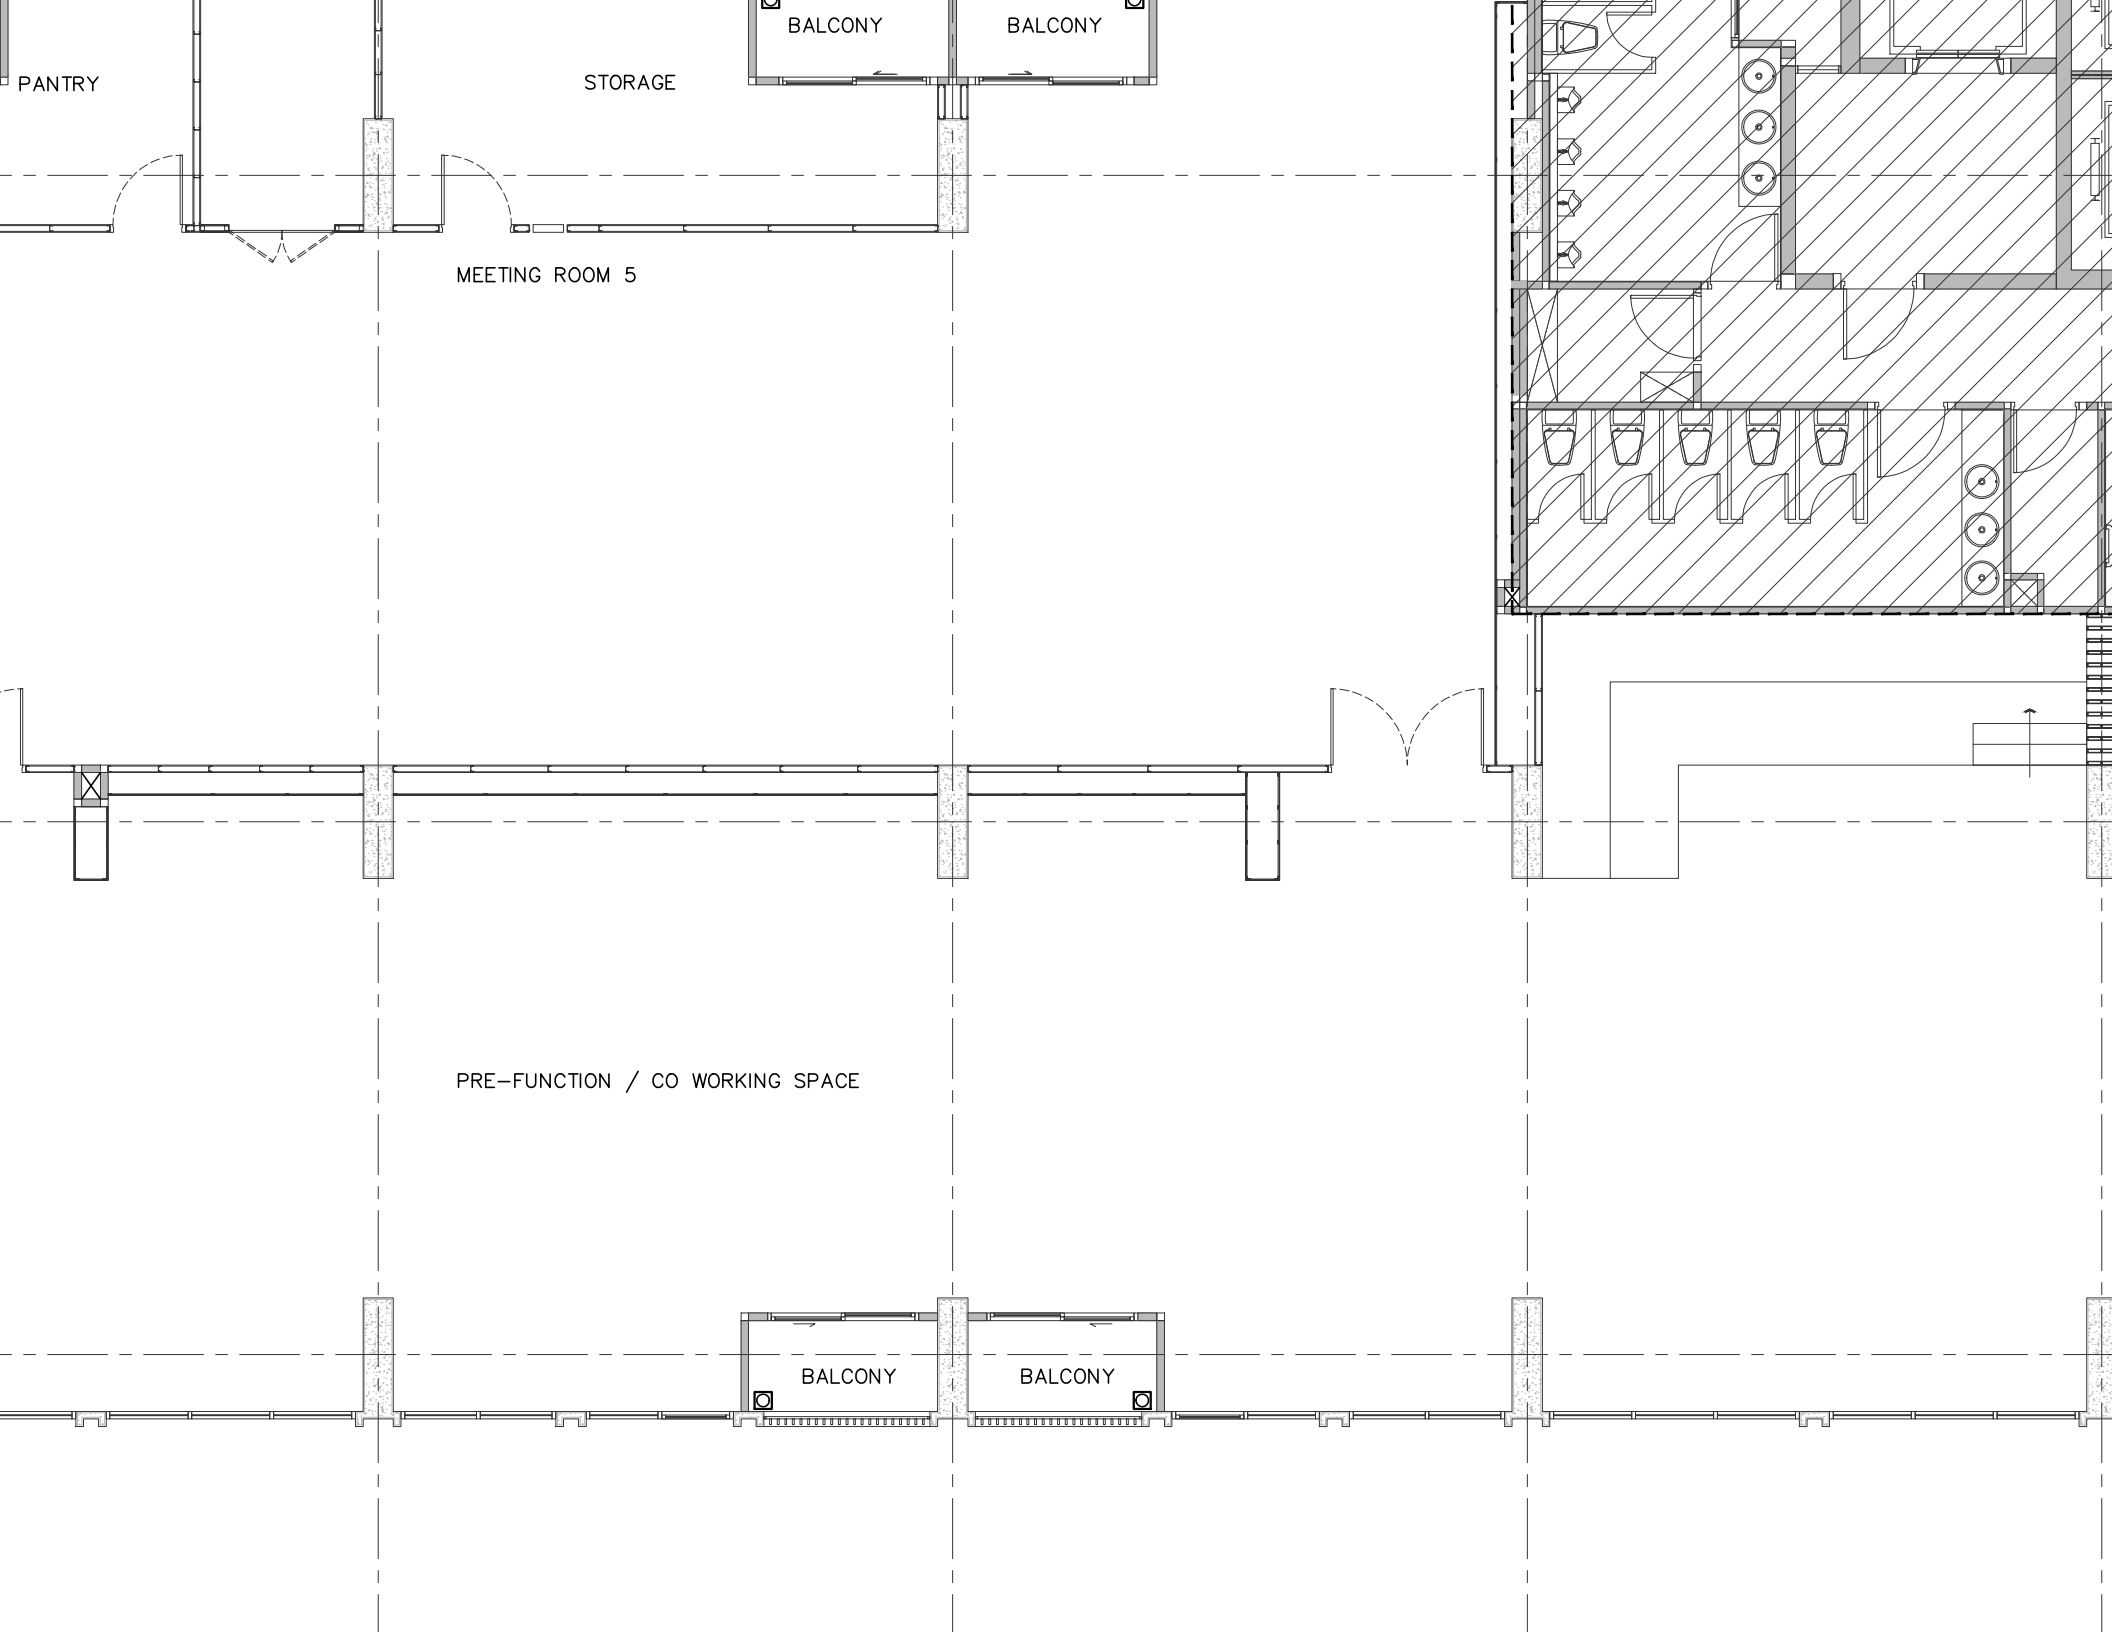 BALCONY
BALCONY
PANTRY
STORAGE
MEETING ROOM 5
PRE-FUNCTION / CO WORKING SPACE
BALCONY
BALCONY